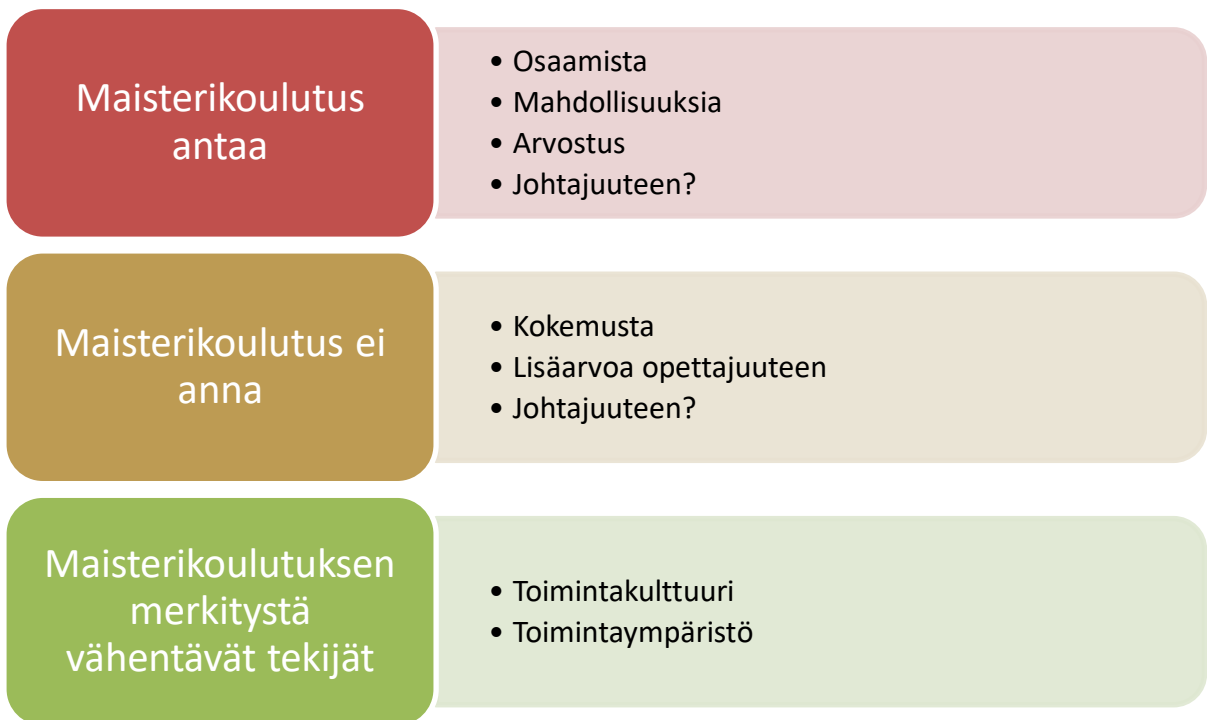 Maisterikoulutus
antaa
• Osaamista
• Mahdollisuuksia
• Arvostus
• Johtajuuteen?
Maisterikoulutus ei
anna
• Kokemusta
• Lisäarvoa opettajuuteen
• Johtajuuteen?
Maisterikoulutuksen
merkitystä
vähentävät tekijät
• Toimintakulttuuri
• Toimintaympäristö